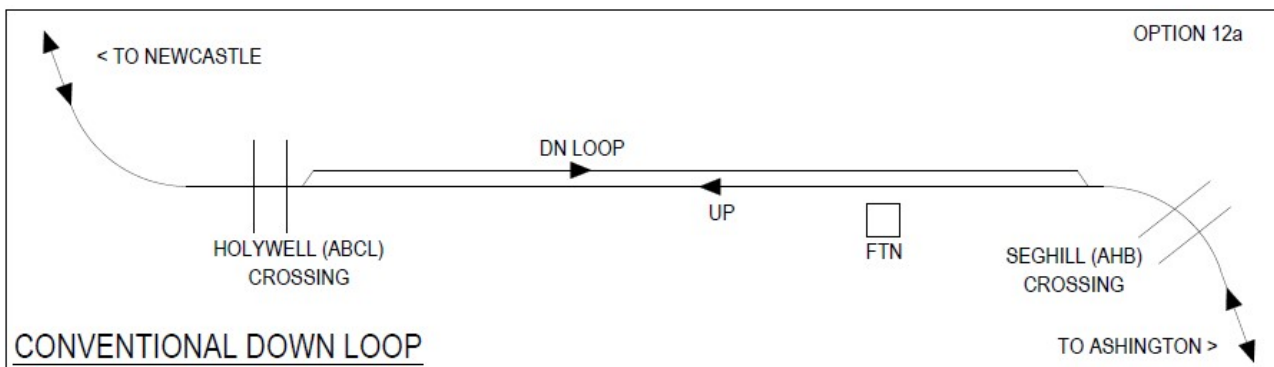 OPTION 12a
< TO NEWCASTLE
DN LOOP
UP
FTN
HOLYWELL (ABCL)
CROSSING
SEGHILL (AHB)
CROSSING
CONVENTIONAL DOWN LOOP
TO ASHINGTON >